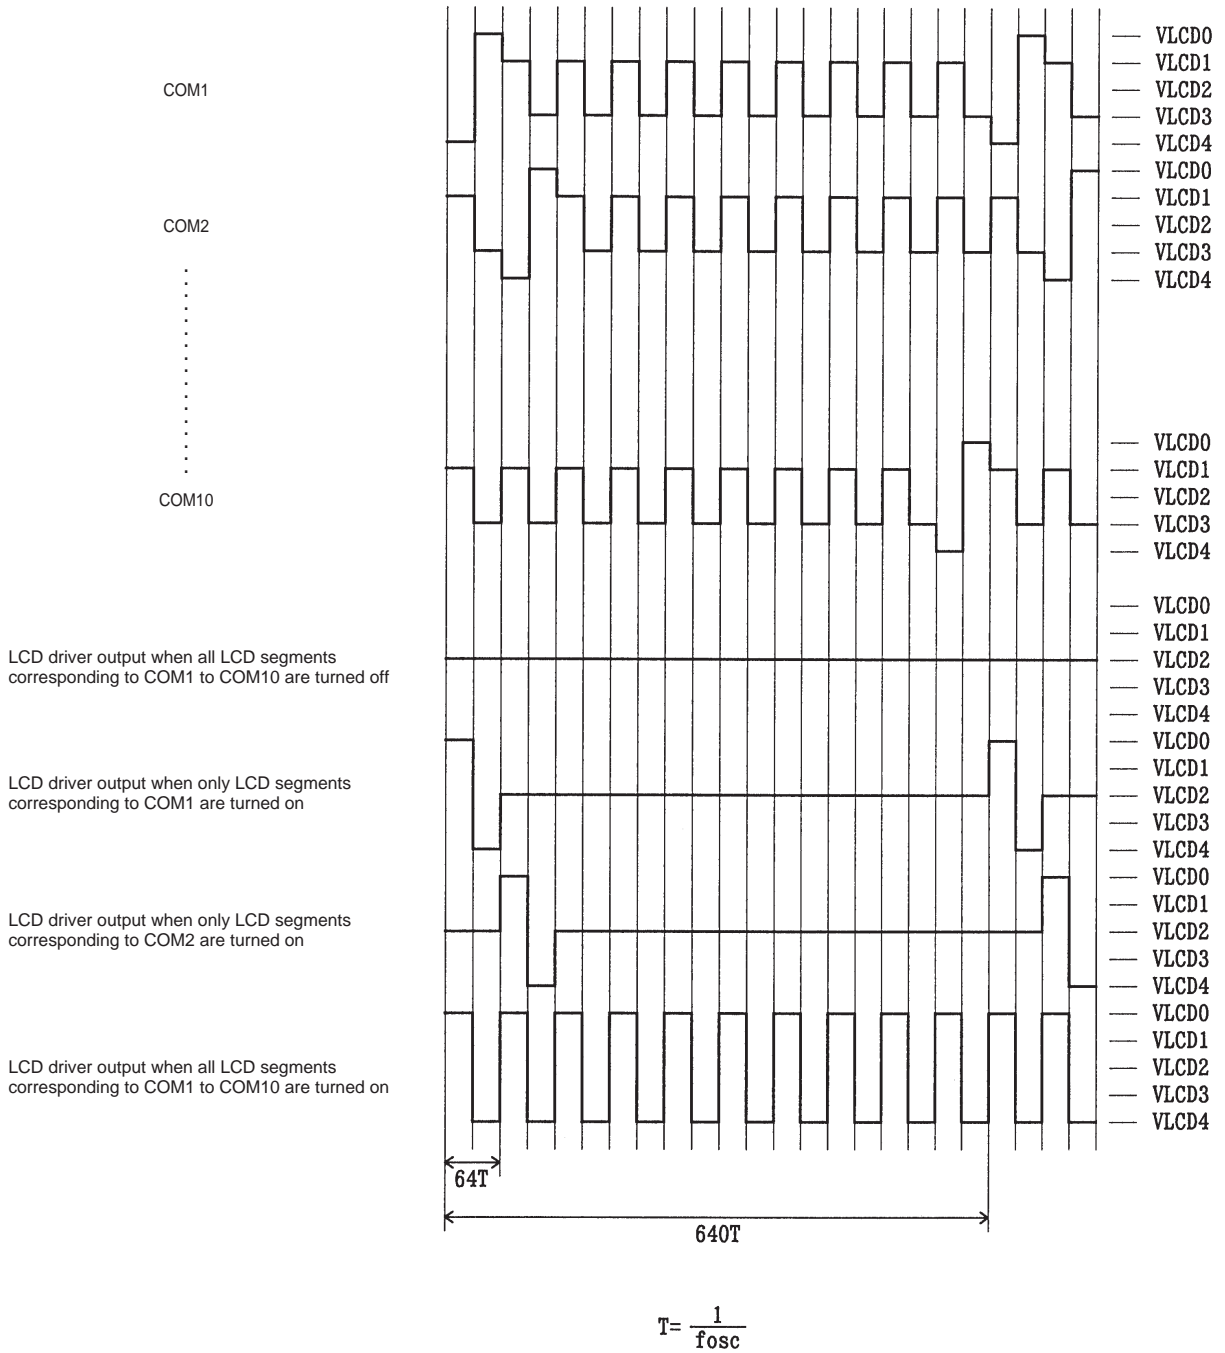 COM1
VLCD0
VLCD1
VLCD2
VLCD3
VLCD4
COM2
VLCD0
VLCD1
VLCD2
VLCD3
VLCD4
COM10
VLCD0
VLCD1
VLCD2
VLCD3
VLCD4
LCD driver output when all LCD segments
corresponding to COM1 to COM10 are turned off
VLCD0
VLCD1
VLCD2
VLCD3
VLCD4
LCD driver output when only LCD segments
corresponding to COM1 are turned on
VLCD0
VLCD1
VLCD2
VLCD3
VLCD4
LCD driver output when only LCD segments
corresponding to COM2 are turned on
VLCD0
VLCD1
VLCD2
VLCD3
VLCD4
LCD driver output when all LCD segments
corresponding to COM1 to COM10 are turned on
VLCD0
VLCD1
VLCD2
VLCD3
VLCD4
64T
640T
T= 1
fosc